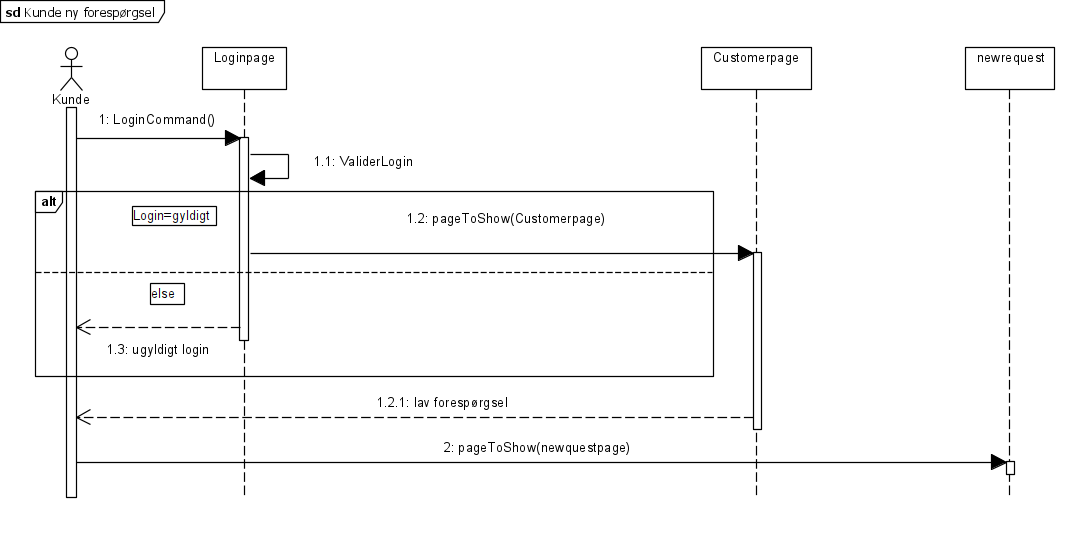 sd Kunde ny forespørgsel
Loginpage
Customerpage
newrequest
Kunde
1: LoginCommand()
1.1: ValiderLogin
alt
Login=gyldigt
1.2: pageToShow(Customerpage)
else
1.3: ugyldigt login
1.2.1: lav forespørgsel
2: pageToShow(newquestpage)